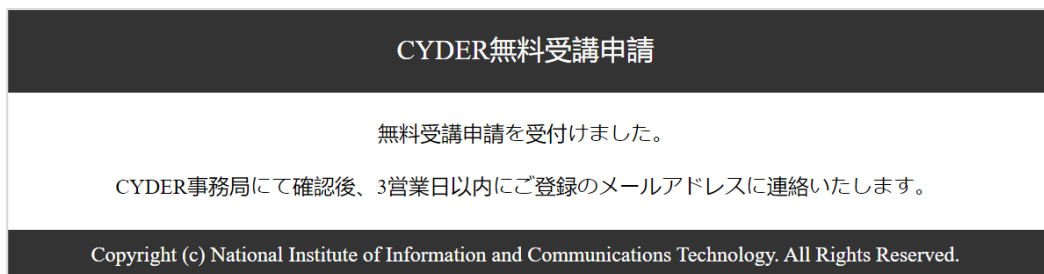 CYDER無料受講申請
無料受講申請を受付けました。
CYDER事務局にて確認後、3営業日以内にご登録のメールアドレスに連絡いたします。
Copyright (c) National Institute of Information and Communications Technology. All Rights Reserved.